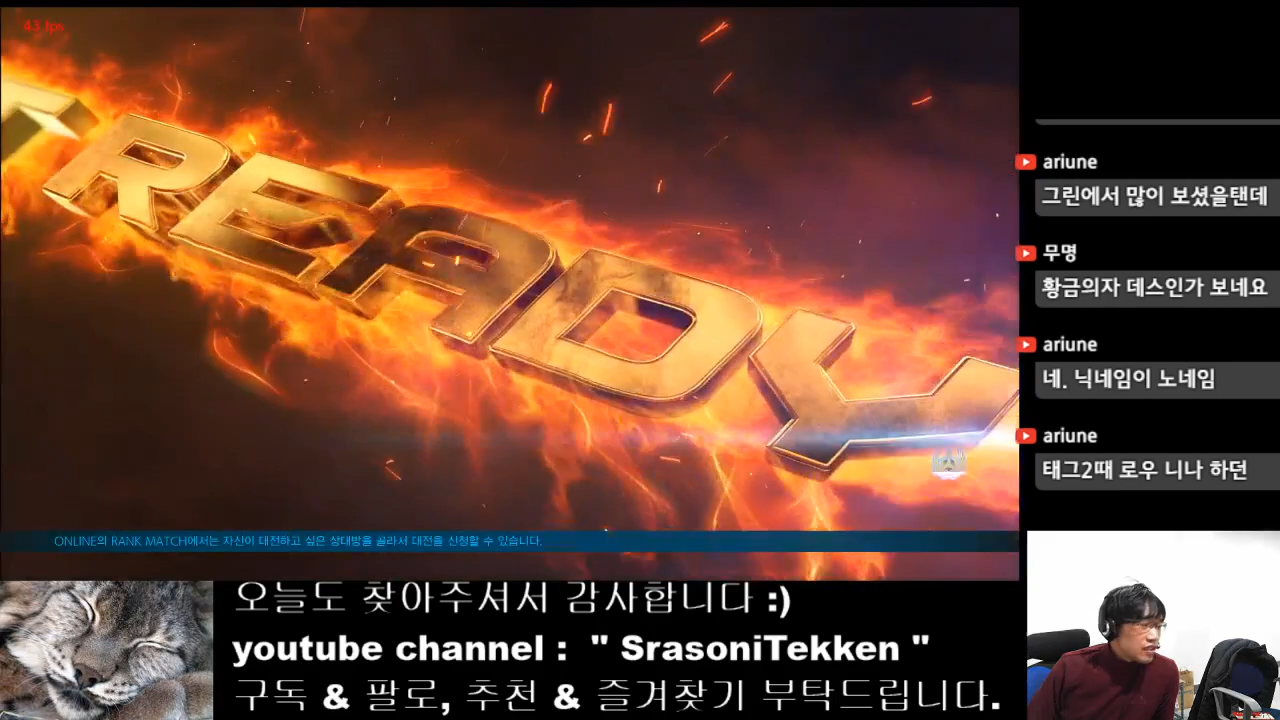 43 fps
READY
ONLINE의 RANK MATCH에서는 자신이 대전하고 싶은 상대방을 골라서 대전을 신청할 수 있습니다.
ariune
그린에서 많이 보셨을탠데
무명
황금의자 데스인가 보네요
ariune
네. 닉네임이 노네임
ariune
태그2때 로우 니나 하던
오늘도 찾아주셔서 감사합니다 :)
youtube channel : " SrasoniTekken "
구독 & 팔로, 추천 & 즐겨찾기 부탁드립니다.